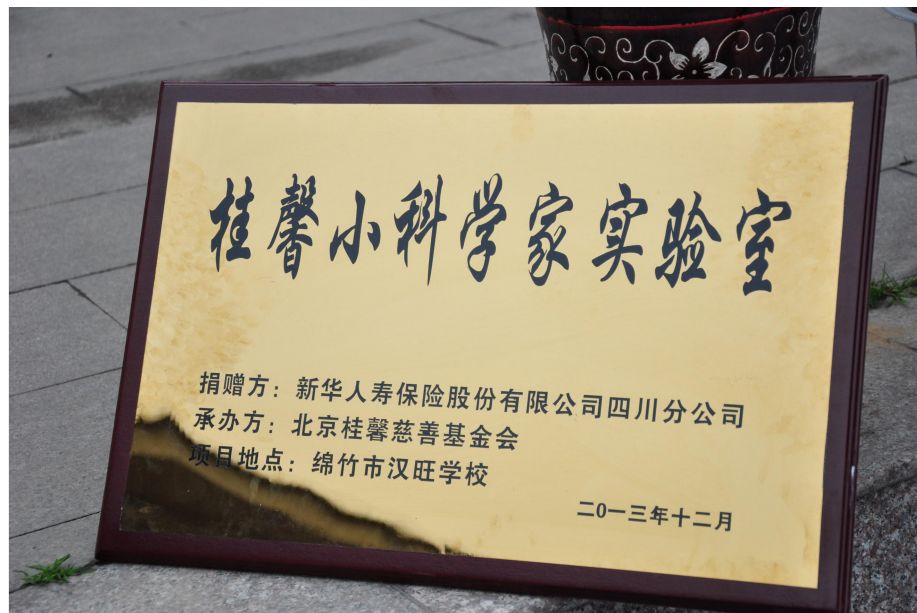 桂馨小科学家实验室
捐赠方：新华人寿保险股份有限公司四川分公司
承办方：北京桂馨慈善基金会
项目地点：绵竹市汉旺学校
二0一三年十二月